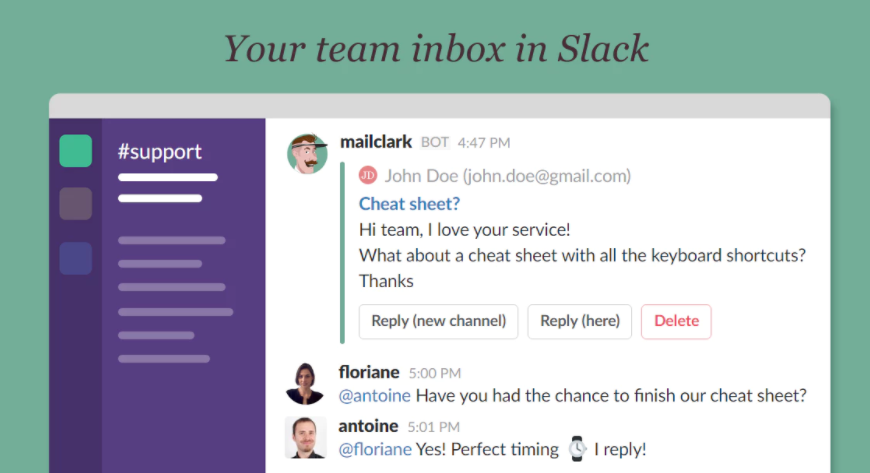 Your team inbox in Slack
#support
mailclark BOT 4:47 PM
JD John Doe (john.doe@gmail.com)
Cheat sheet?
Hi team, I love your service!
What about a cheat sheet with all the keyboard shortcuts?
Thanks
Reply (new channel) Reply (here) Delete
floriane 5:00 PM
@antoine Have you had the chance to finish our cheat sheet?
antoine 5:01 PM
@floriane Yes! Perfect timing ⌚ I reply!